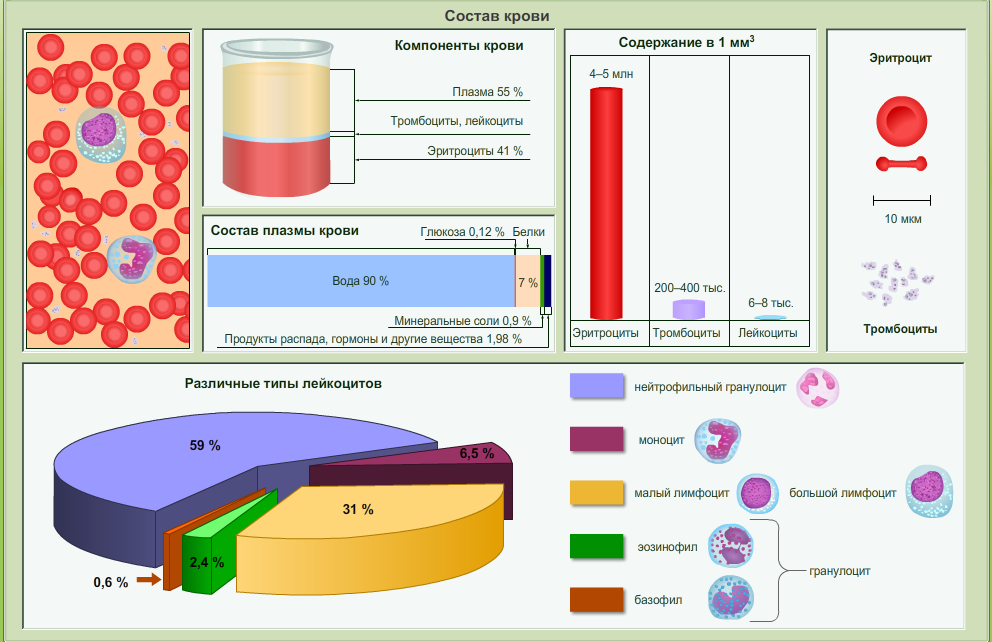 Состав крови
Компоненты крови
Плазма 55 %
Тромбоциты, лейкоциты
Эритроциты 41 %
Состав плазмы крови
Глюкоза 0,12 %
Белки
Вода 90 %
7 %
Минеральные соли 0,9 %
Продукты распада, гормоны и другие вещества 1,98 %
Содержание в 1 мм³
4–5 млн
200–400 тыс.
6–8 тыс.
Эритроциты
Тромбоциты
Лейкоциты
Эритроцит
10 мкм
Тромбоциты
Различные типы лейкоцитов
59 %
6,5 %
31 %
2,4 %
0,6 %
нейтрофильный гранулоцит
моноцит
малый лимфоцит
большой лимфоцит
эозинофил
гранулоцит
базофил